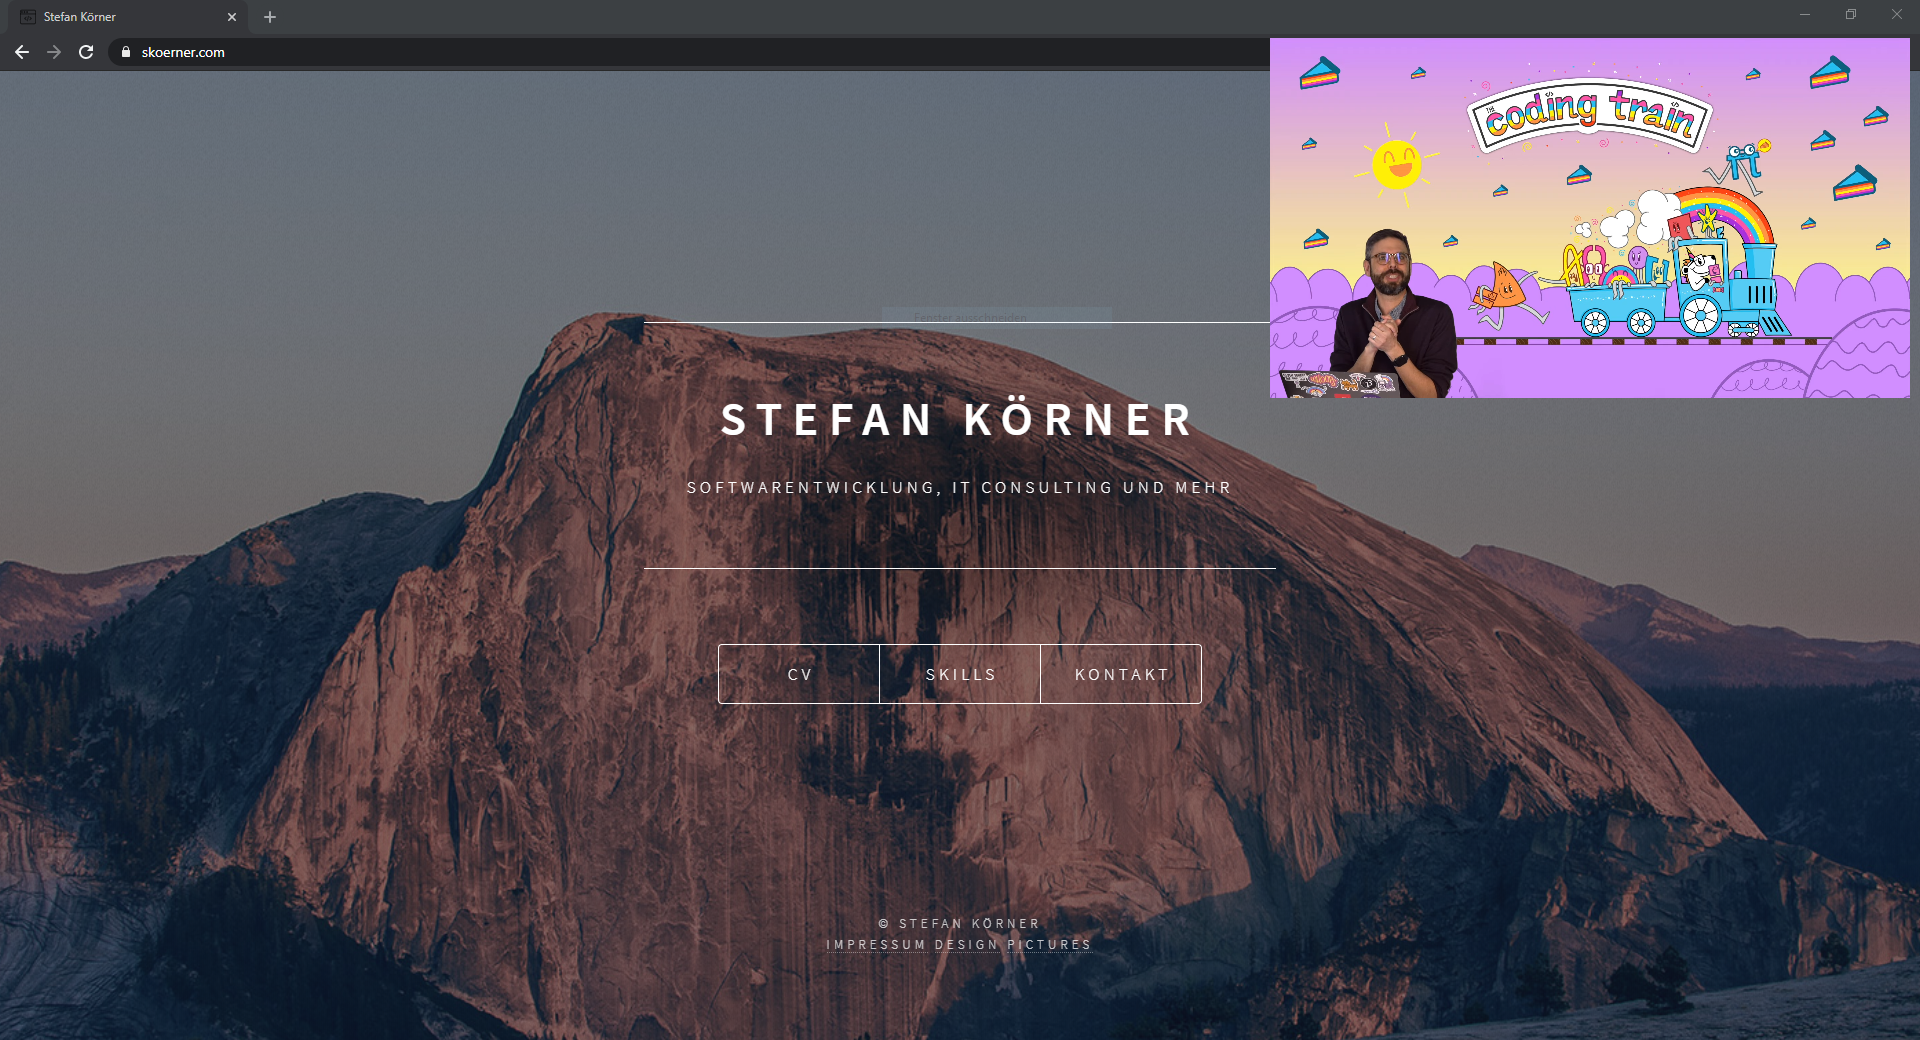 Stefan Körner
skoerner.com
THE
coding train
Fenster ausschneiden
STEFAN KÖRNER
SOFTWARENTWICKLUNG, IT CONSULTING UND MEHR
CV SKILLS KONTAKT
© STEFAN KÖRNER
IMPRESSUM DESIGN PICTURES